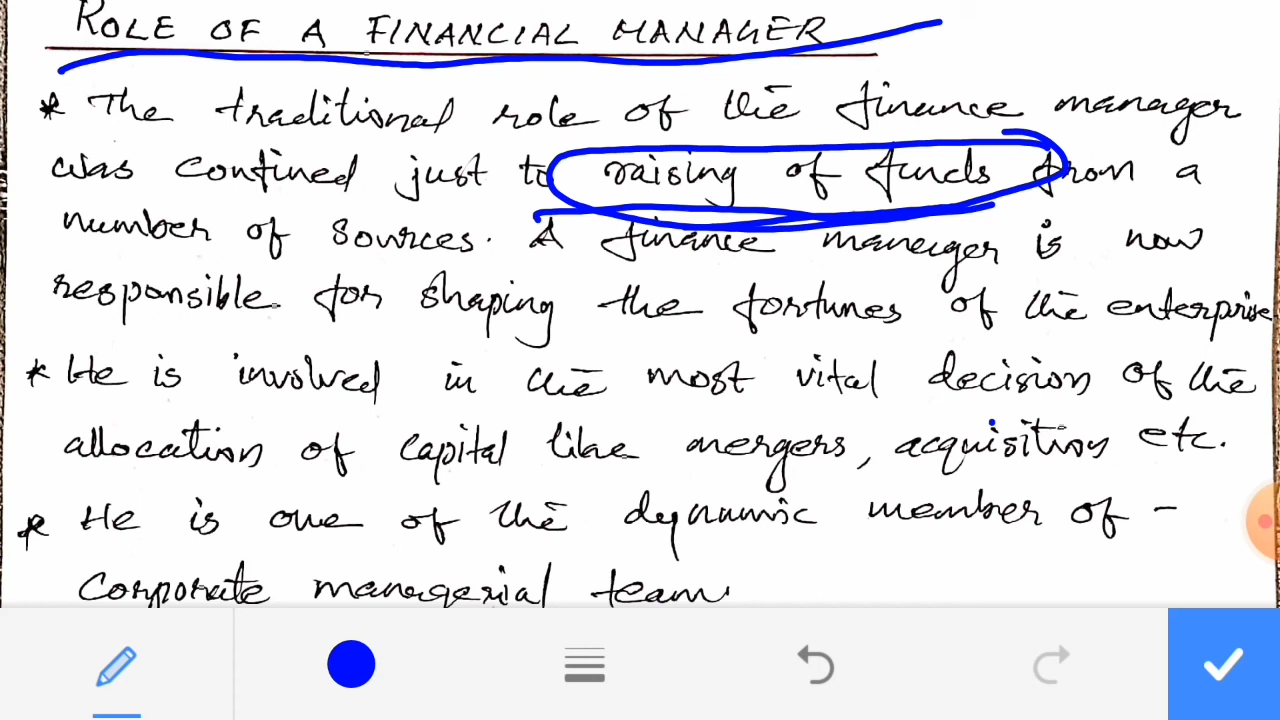 ROLE OF A FINANCIAL MANAGER
* The traditional role of the finance manager
was confined just to raising of funds from a
number of sources. A finance manager is now
responsible for shaping the fortunes of the enterprise
* He is involved in the most vital decision of the
allocation of capital like mergers, acquisition etc.
* He is one of the dynamic member of -
Corporate managerial team.